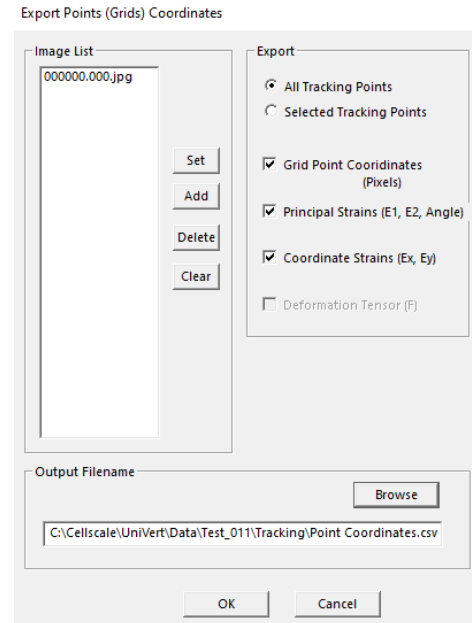 Export Points (Grids) Coordinates
Image List
000000.000.jpg
Set
Add
Delete
Clear
Export
All Tracking Points
Selected Tracking Points
Grid Point Cooridinates
(Pixels)
Principal Strains (E1, E2, Angle)
Coordinate Strains (Ex, Ey)
Deformation Tensor (F)
Output Filename
Browse
C:\Cellscale\UniVert\Data\Test_011\Tracking\Point Coordinates.csv
OK
Cancel